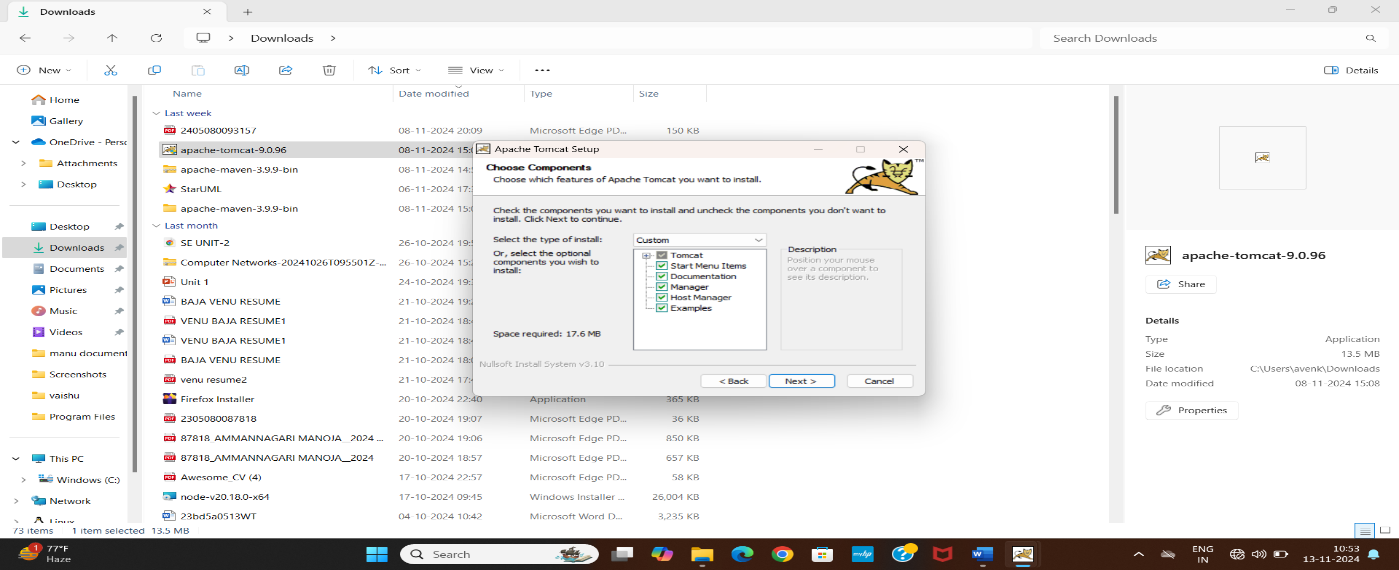 Downloads
Downloads
Search Downloads
New
Sort
View
Details
Home
Gallery
OneDrive - Perso
Attachments
Desktop
Desktop
Downloads
Documents
Pictures
Music
Videos
manu document
Screenshots
vaishu
Program Files
This PC
Windows (C:)
Network
Linux
Name Date modified Type Size
Last week
2405080093157 08-11-2024 20:09 Microsoft Edge PD... 150 KB
apache-tomcat-9.0.96 08-11-2024 15:0
apache-maven-3.9.9-bin 08-11-2024 14:
StarUML 06-11-2024 17:
apache-maven-3.9.9-bin 08-11-2024 15:0
Last month
SE UNIT-2 26-10-2024 19:
Computer Networks-20241026T095501Z-... 26-10-2024 15:
Unit 1 24-10-2024 19:
BAJA VENU RESUME 21-10-2024 19:
VENU BAJA RESUME1 21-10-2024 18:
VENU BAJA RESUME1 21-10-2024 18:
BAJA VENU RESUME 21-10-2024 18:
venu resume2 21-10-2024 17:
Firefox Installer 20-10-2024 22:40 Application 365 KB
2305080087818 20-10-2024 19:07 Microsoft Edge PD... 36 KB
87818_AMMANNAGARI MANOJA__2024 ... 20-10-2024 19:06 Microsoft Edge PD... 850 KB
87818_AMMANNAGARI MANOJA__2024 20-10-2024 18:57 Microsoft Edge PD... 657 KB
Awesome_CV (4) 17-10-2024 22:57 Microsoft Edge PD... 58 KB
node-v20.18.0-x64 17-10-2024 09:45 Windows Installer ... 26,004 KB
23bd5a0513WT 04-10-2024 10:42 Microsoft Word D... 3,235 KB
Apache Tomcat Setup
Choose Components
Choose which features of Apache Tomcat you want to install.
TM
Check the components you want to install and uncheck the components you don't want to
install. Click Next to continue.
Select the type of install:
Custom
Or, select the optional
components you wish to
install:
Tomcat
Start Menu Items
Documentation
Manager
Host Manager
Examples
Description
Position your mouse
over a component to
see its description.
Space required: 17.6 MB
Nullsoft Install System v3.10
< Back
Next >
Cancel
apache-tomcat-9.0.96
Share
Details
Type Application
Size 13.5 MB
File location C:\Users\avenk\Downloads
Date modified 08-11-2024 15:08
Properties
73 items 1 item selected 13.5 MB
1
77°F
Haze
Search
ENG
IN
10:53
13-11-2024